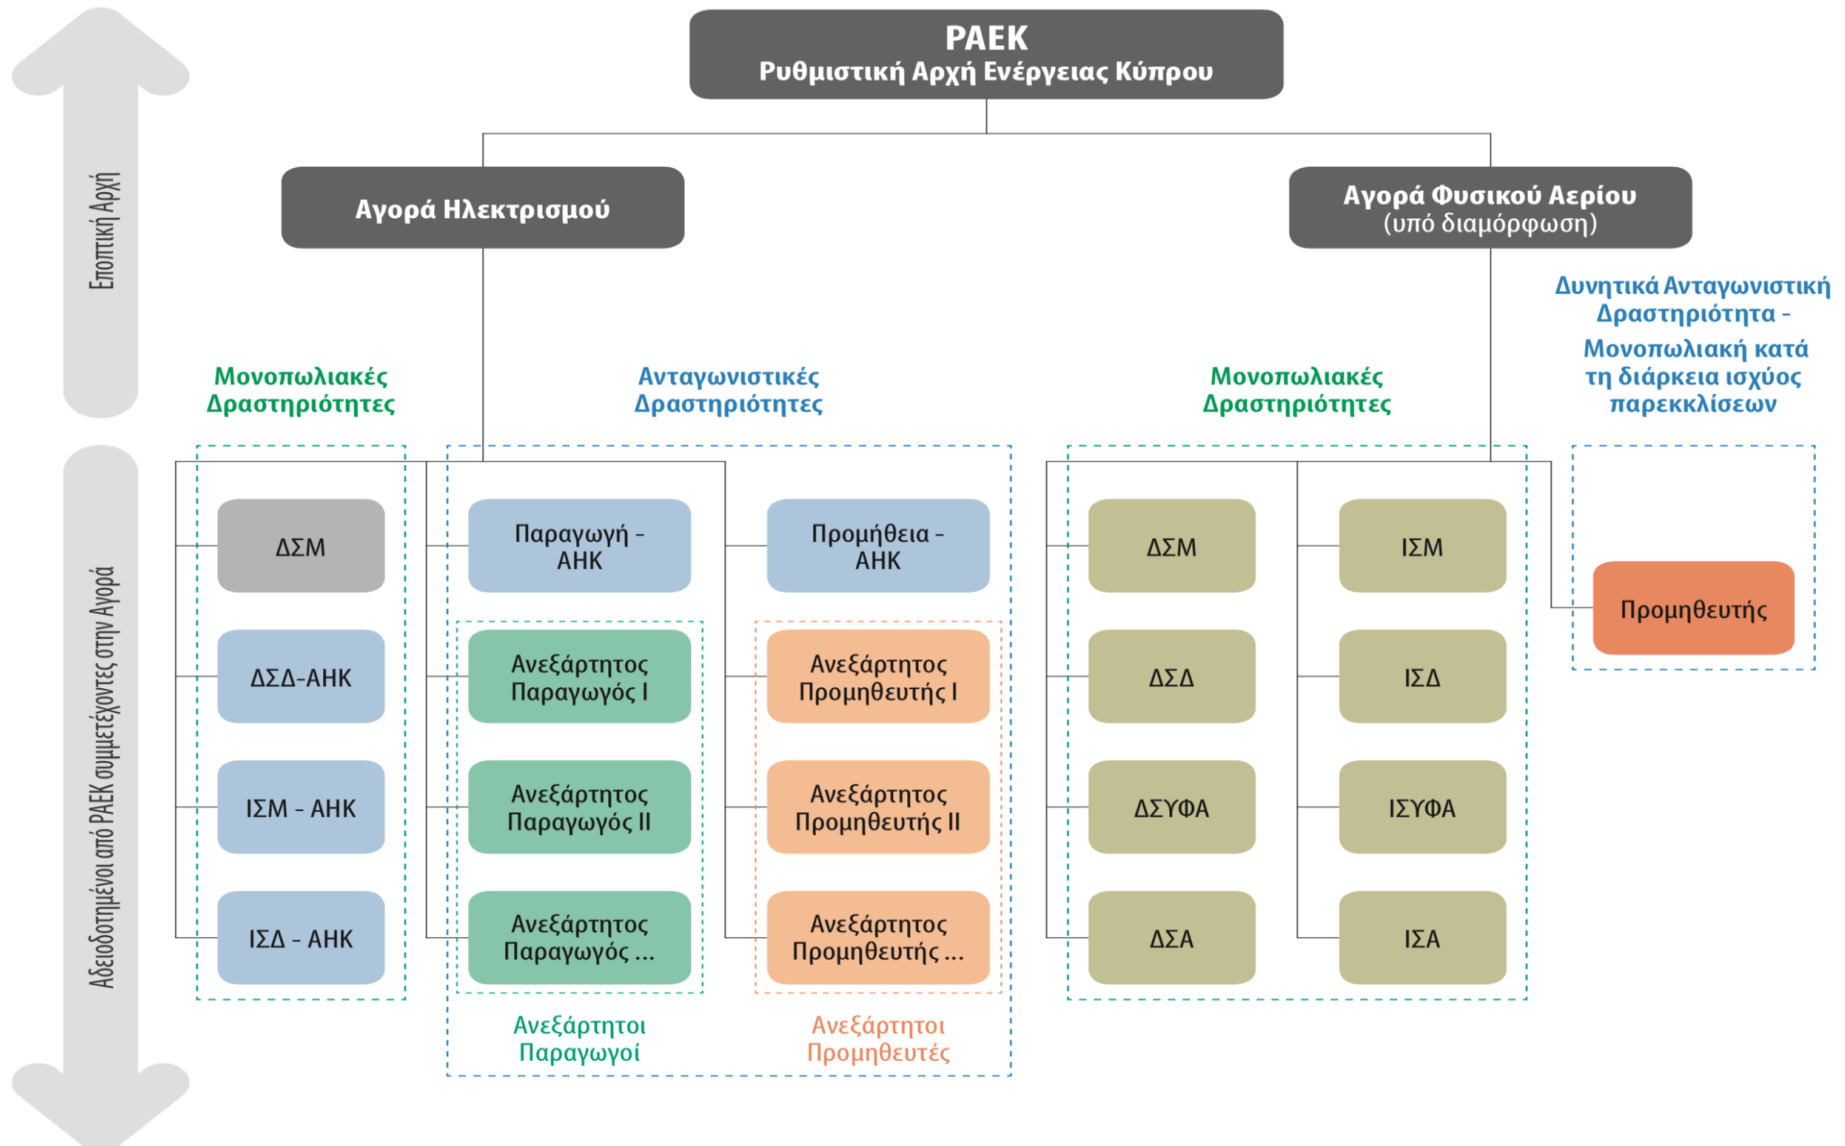 ΡΑΕΚ
Ρυθμιστική Αρχή Ενέργειας Κύπρου
Εποπτική Αρχή
Αγορά Ηλεκτρισμού
Αγορά Φυσικού Αερίου
(υπό διαμόρφωση)
Μονοπωλιακές
Δραστηριότητες
Ανταγωνιστικές
Δραστηριότητες
Μονοπωλιακές
Δραστηριότητες
Δυνητικά Ανταγωνιστική
Δραστηριότητα -
Μονοπωλιακή κατά
τη διάρκεια ισχύος
παρεκκλίσεων
Αδειοδοτημένοι από ΡΑΕΚ συμμετέχοντες στην Αγορά
ΔΣΜ
ΔΣΔ-ΑΗΚ
ΙΣΜ - ΑΗΚ
ΙΣΔ - ΑΗΚ
Παραγωγή -
ΑΗΚ
Ανεξάρτητος
Παραγωγός Ι
Ανεξάρτητος
Παραγωγός ΙΙ
Ανεξάρτητος
Παραγωγός ...
Ανεξάρτητοι
Παραγωγοί
Προμήθεια -
ΑΗΚ
Ανεξάρτητος
Προμηθευτής Ι
Ανεξάρτητος
Προμηθευτής ΙΙ
Ανεξάρτητος
Προμηθευτής ...
Ανεξάρτητοι
Προμηθευτές
ΔΣΜ
ΔΣΔ
ΔΣΥΦΑ
ΔΣΑ
ΙΣΜ
ΙΣΔ
ΙΣΥΦΑ
ΙΣΑ
Προμηθευτής